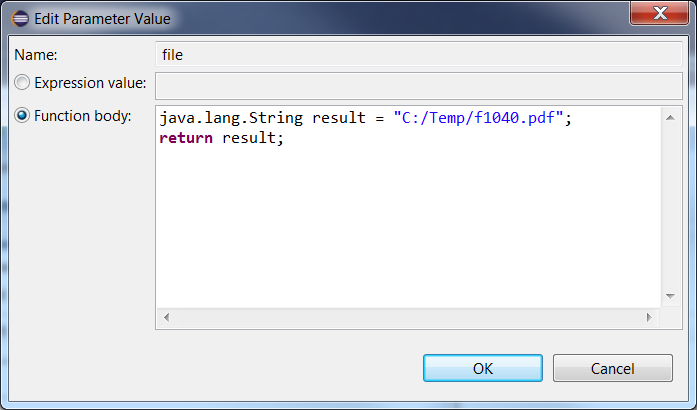 Edit Parameter Value
Name: file
Expression value:
Function body: java.lang.String result = "C:/Temp/f1040.pdf";
return result;
OK Cancel